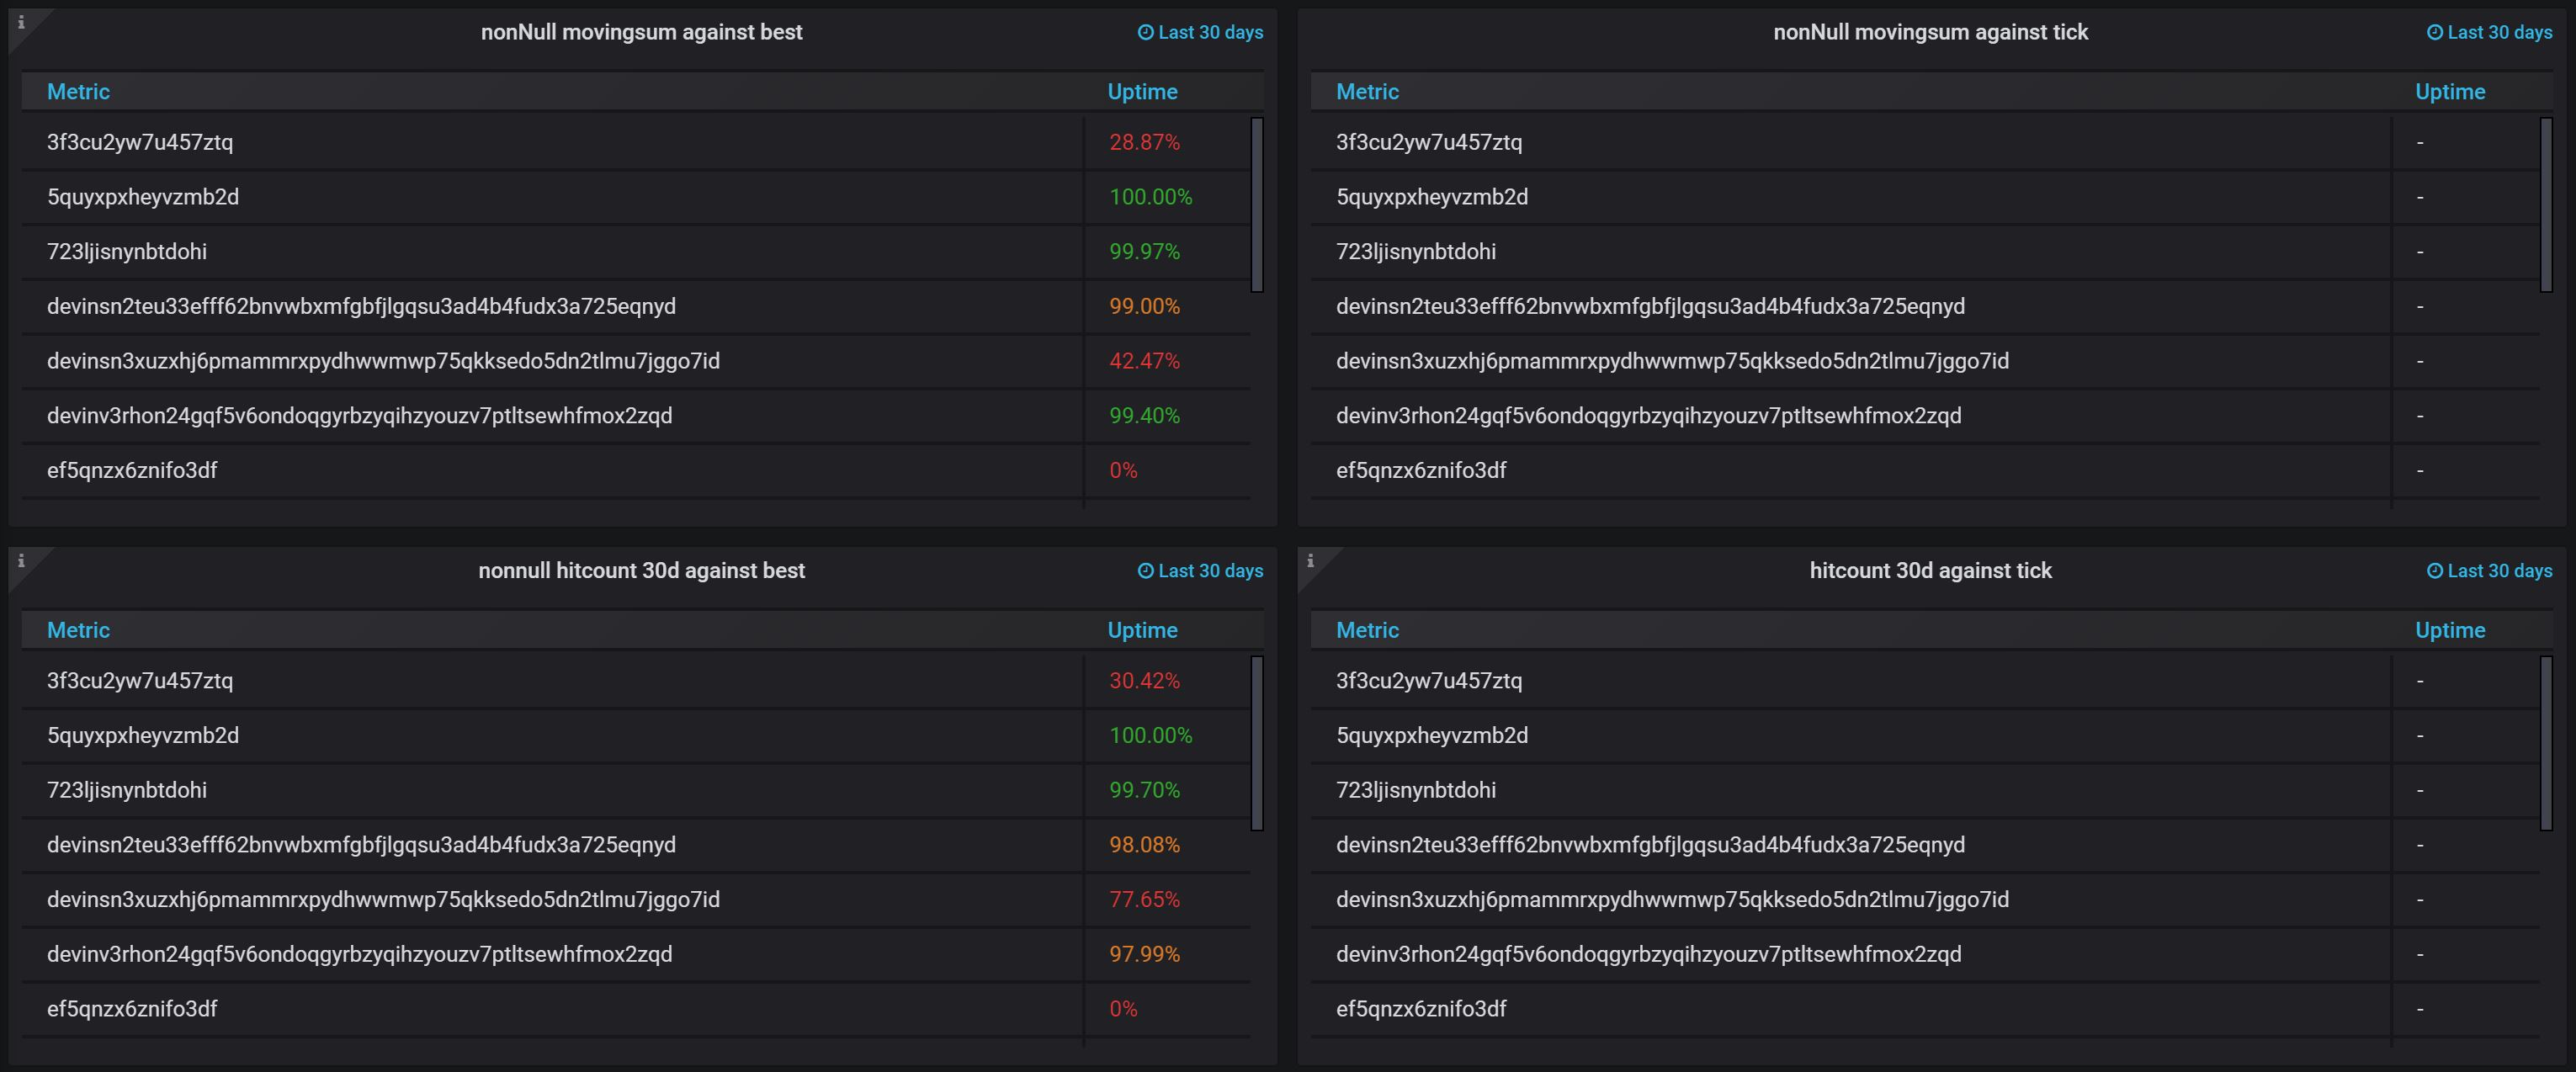 nonNull movingsum against best
Last 30 days
Metric Uptime
3f3cu2yw7u457ztq 28.87%
5quyxpxheyvzmb2d 100.00%
723ljisnynbtdohi 99.97%
devinsn2teu33efff62bnvwbxmfgbfjlgqsu3ad4b4fudx3a725eqnyd 99.00%
devinsn3xuzxhj6pmammrxpydhwwmwp75qkksedo5dn2tlmu7jggo7id 42.47%
devinv3rhon24gqf5v6ondoqgyrbzyqihzyouzv7ptltsewhfmox2zqd 99.40%
ef5qnzx6znifo3df 0%
nonNull movingsum against tick
Last 30 days
Metric Uptime
3f3cu2yw7u457ztq -
5quyxpxheyvzmb2d -
723ljisnynbtdohi -
devinsn2teu33efff62bnvwbxmfgbfjlgqsu3ad4b4fudx3a725eqnyd -
devinsn3xuzxhj6pmammrxpydhwwmwp75qkksedo5dn2tlmu7jggo7id -
devinv3rhon24gqf5v6ondoqgyrbzyqihzyouzv7ptltsewhfmox2zqd -
ef5qnzx6znifo3df -
nonnull hitcount 30d against best
Last 30 days
Metric Uptime
3f3cu2yw7u457ztq 30.42%
5quyxpxheyvzmb2d 100.00%
723ljisnynbtdohi 99.70%
devinsn2teu33efff62bnvwbxmfgbfjlgqsu3ad4b4fudx3a725eqnyd 98.08%
devinsn3xuzxhj6pmammrxpydhwwmwp75qkksedo5dn2tlmu7jggo7id 77.65%
devinv3rhon24gqf5v6ondoqgyrbzyqihzyouzv7ptltsewhfmox2zqd 97.99%
ef5qnzx6znifo3df 0%
hitcount 30d against tick
Last 30 days
Metric Uptime
3f3cu2yw7u457ztq -
5quyxpxheyvzmb2d -
723ljisnynbtdohi -
devinsn2teu33efff62bnvwbxmfgbfjlgqsu3ad4b4fudx3a725eqnyd -
devinsn3xuzxhj6pmammrxpydhwwmwp75qkksedo5dn2tlmu7jggo7id -
devinv3rhon24gqf5v6ondoqgyrbzyqihzyouzv7ptltsewhfmox2zqd -
ef5qnzx6znifo3df -